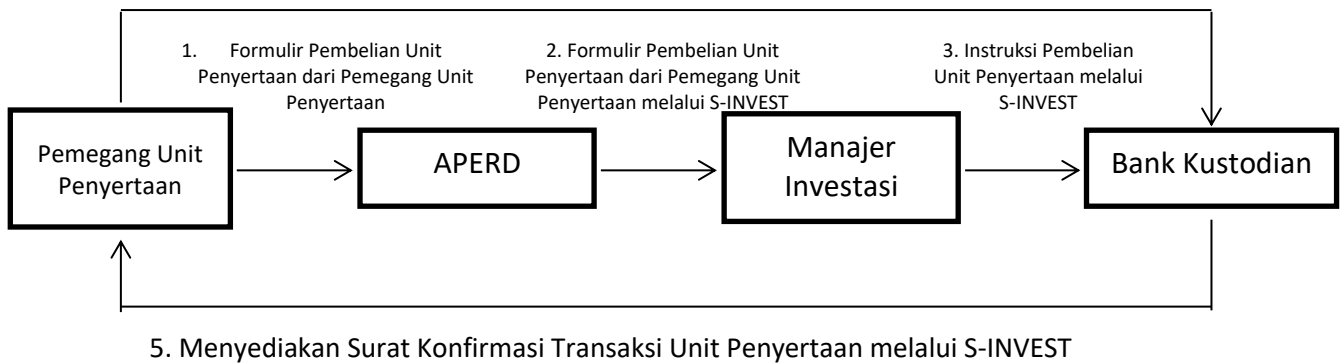 1. Formulir Pembelian Unit
Penyertaan dari Pemegang Unit
Penyertaan
2. Formulir Pembelian Unit
Penyertaan dari Pemegang Unit
Penyertaan melalui S-INVEST
3. Instruksi Pembelian
Unit Penyertaan melalui
S-INVEST
Pemegang Unit
Penyertaan
APERD
Manajer
Investasi
Bank Kustodian
5. Menyediakan Surat Konfirmasi Transaksi Unit Penyertaan melalui S-INVEST